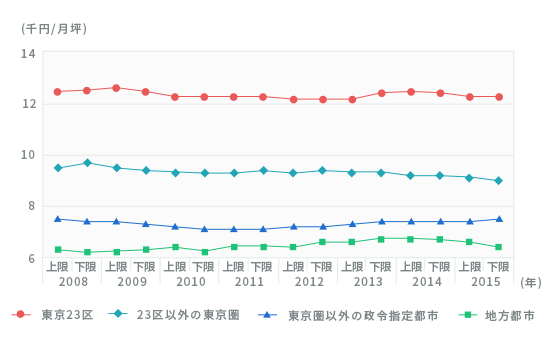 (千円/月坪)
14
12
10
8
6
上限 下限 上限 下限 上限 下限 上限 下限 上限 下限 上限 下限 上限 下限 上限 下限
2008 2009 2010 2011 2012 2013 2014 2015 (年)
東京23区 23区以外の東京圏 東京圏以外の政令指定都市 地方都市